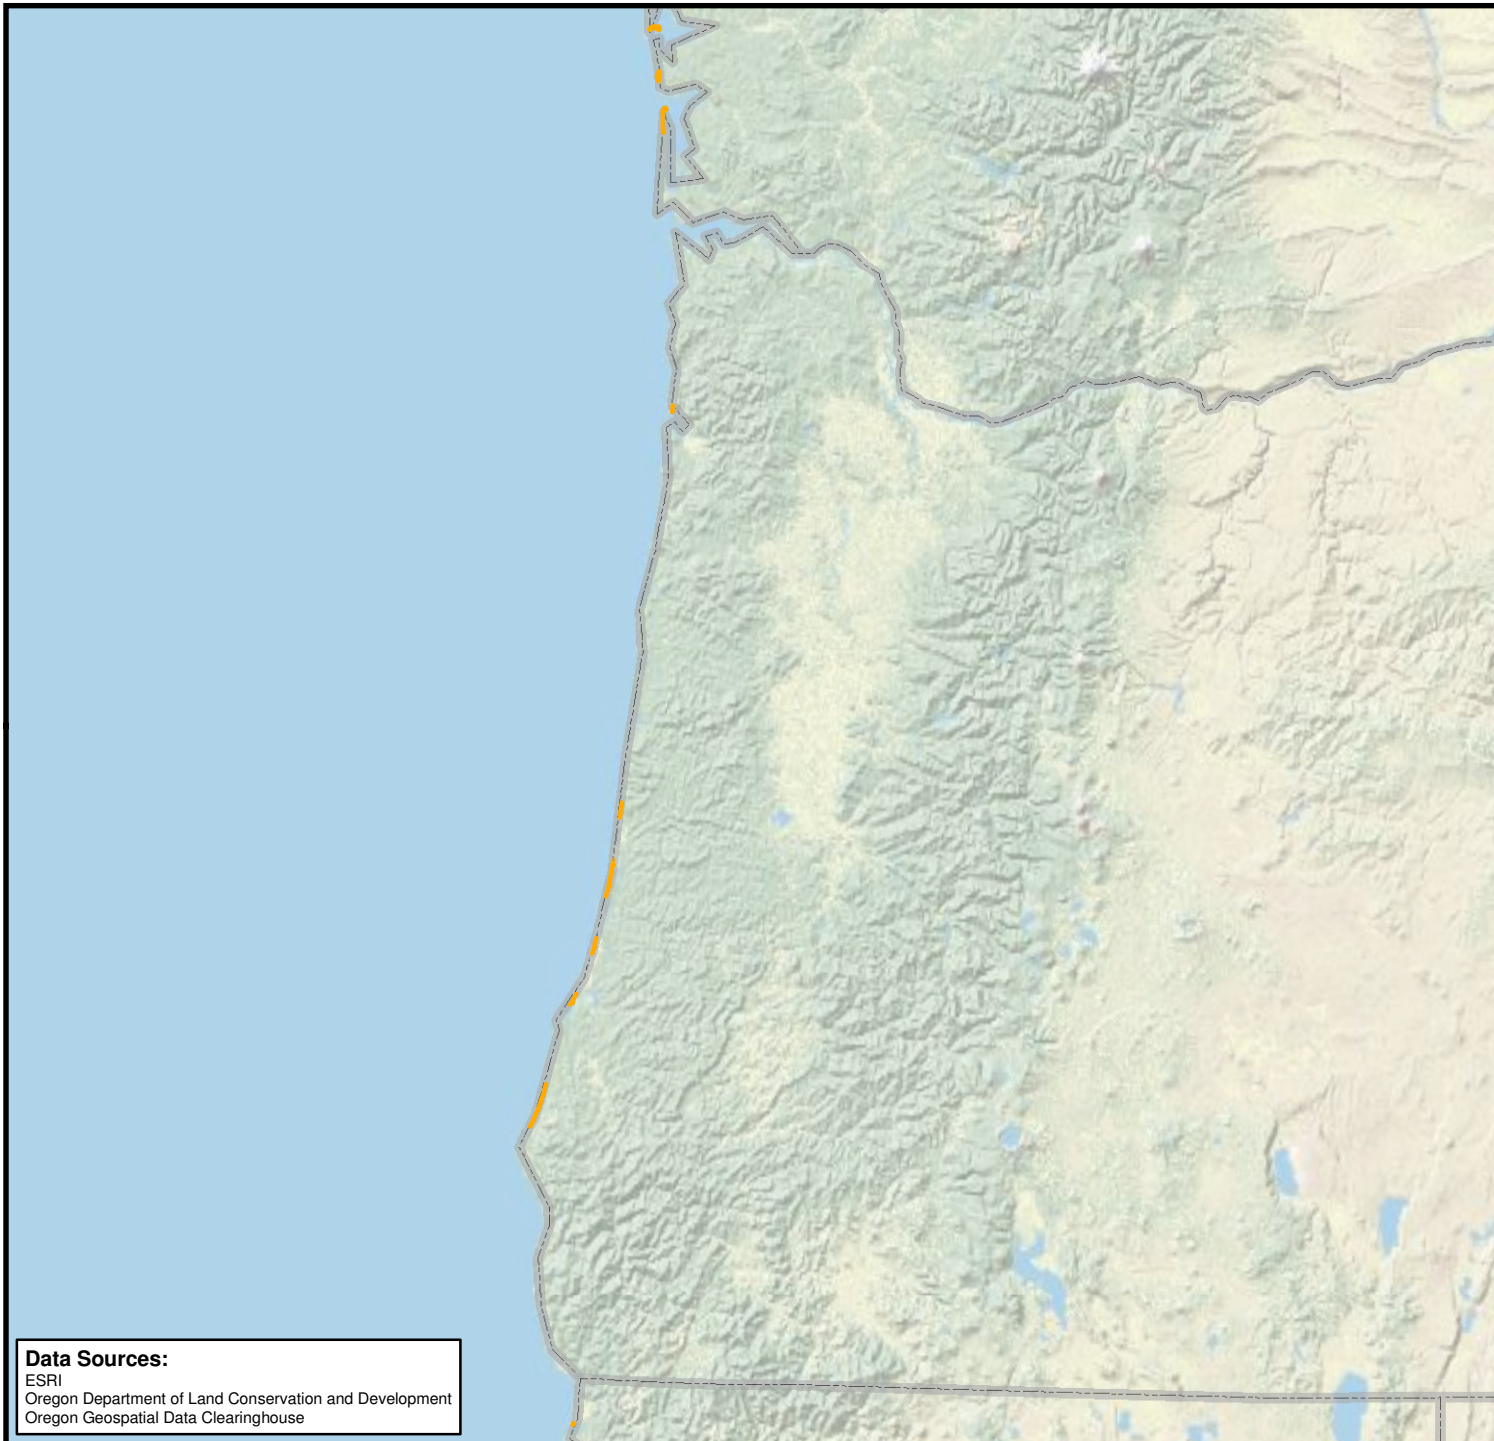 Data Sources:
ESRI
Oregon Department of Land Conservation and Development
Oregon Geospatial Data Clearinghouse